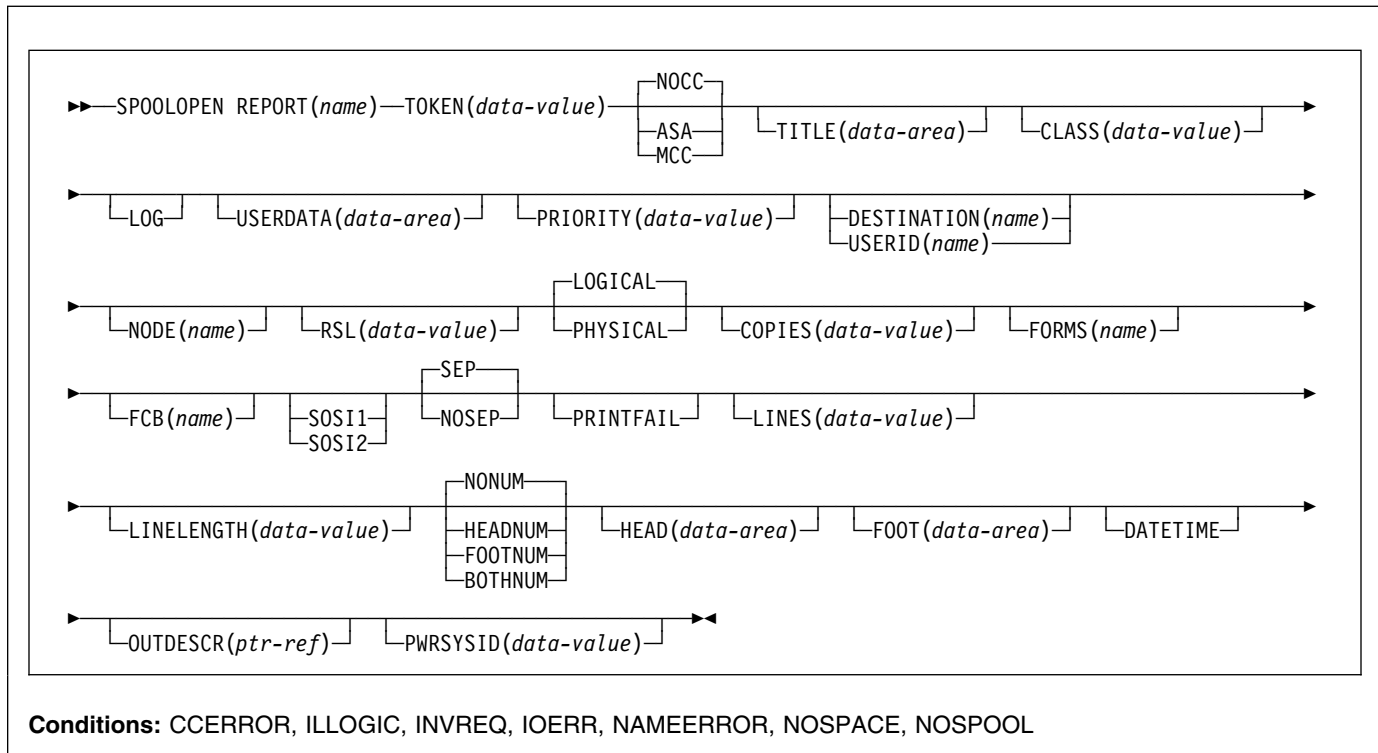 NOCC
SPOOLOPEN REPORT(name) TOKEN(data-value)
ASA TITLE(data-area) CLASS(data-value)
MCC
LOG USERDATA(data-area) PRIORITY(data-value) DESTINATION(name)
USERID(name)
LOGICAL
NODE(name) RSL(data-value) PHYSICAL COPIES(data-value) FORMS(name)
SEP
FCB(name) SOSI1 NOSEP PRINTFAIL LINES(data-value)
SOSI2
NONUM
LINELENGTH(data-value) HEADNUM HEAD(data-area) FOOT(data-area) DATETIME
FOOTNUM
BOTHNUM
OUTDESCR(ptr-ref) PWRSYSID(data-value)
Conditions: CCERROR, ILLOGIC, INVREQ, IOERR, NAMEERROR, NOSPACE, NOSPOOL